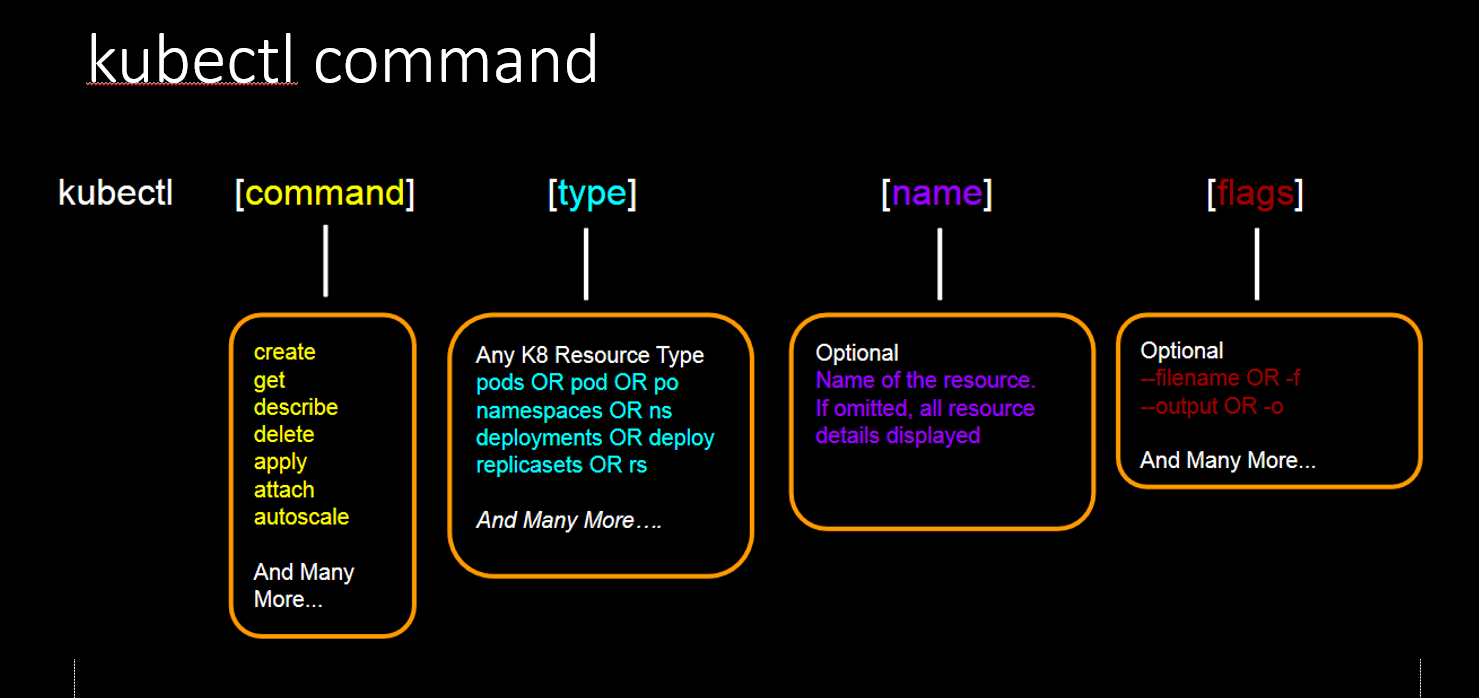 kubectl command
kubectl [command] [type] [name] [flags]
create
get
describe
delete
apply
attach
autoscale
And Many
More...
Any K8 Resource Type
pods OR pod OR po
namespaces OR ns
deployments OR deploy
replicasets OR rs
And Many More....
Optional
Name of the resource.
If omitted, all resource
details displayed
Optional
--filename OR -f
--output OR -o
And Many More...